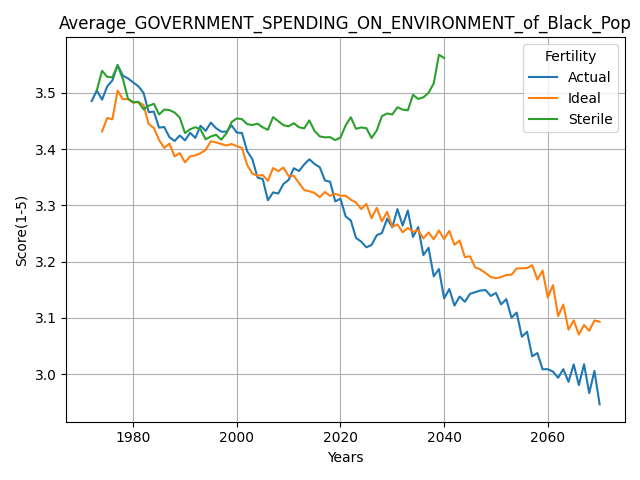 Average_GOVERNMENT_SPENDING_ON_ENVIRONMENT_of_Black_Pop
Fertility
Actual
Ideal
Sterile
Score(1-5)
3.5
3.4
3.3
3.2
3.1
3.0
1980 2000 2020 2040 2060
Years